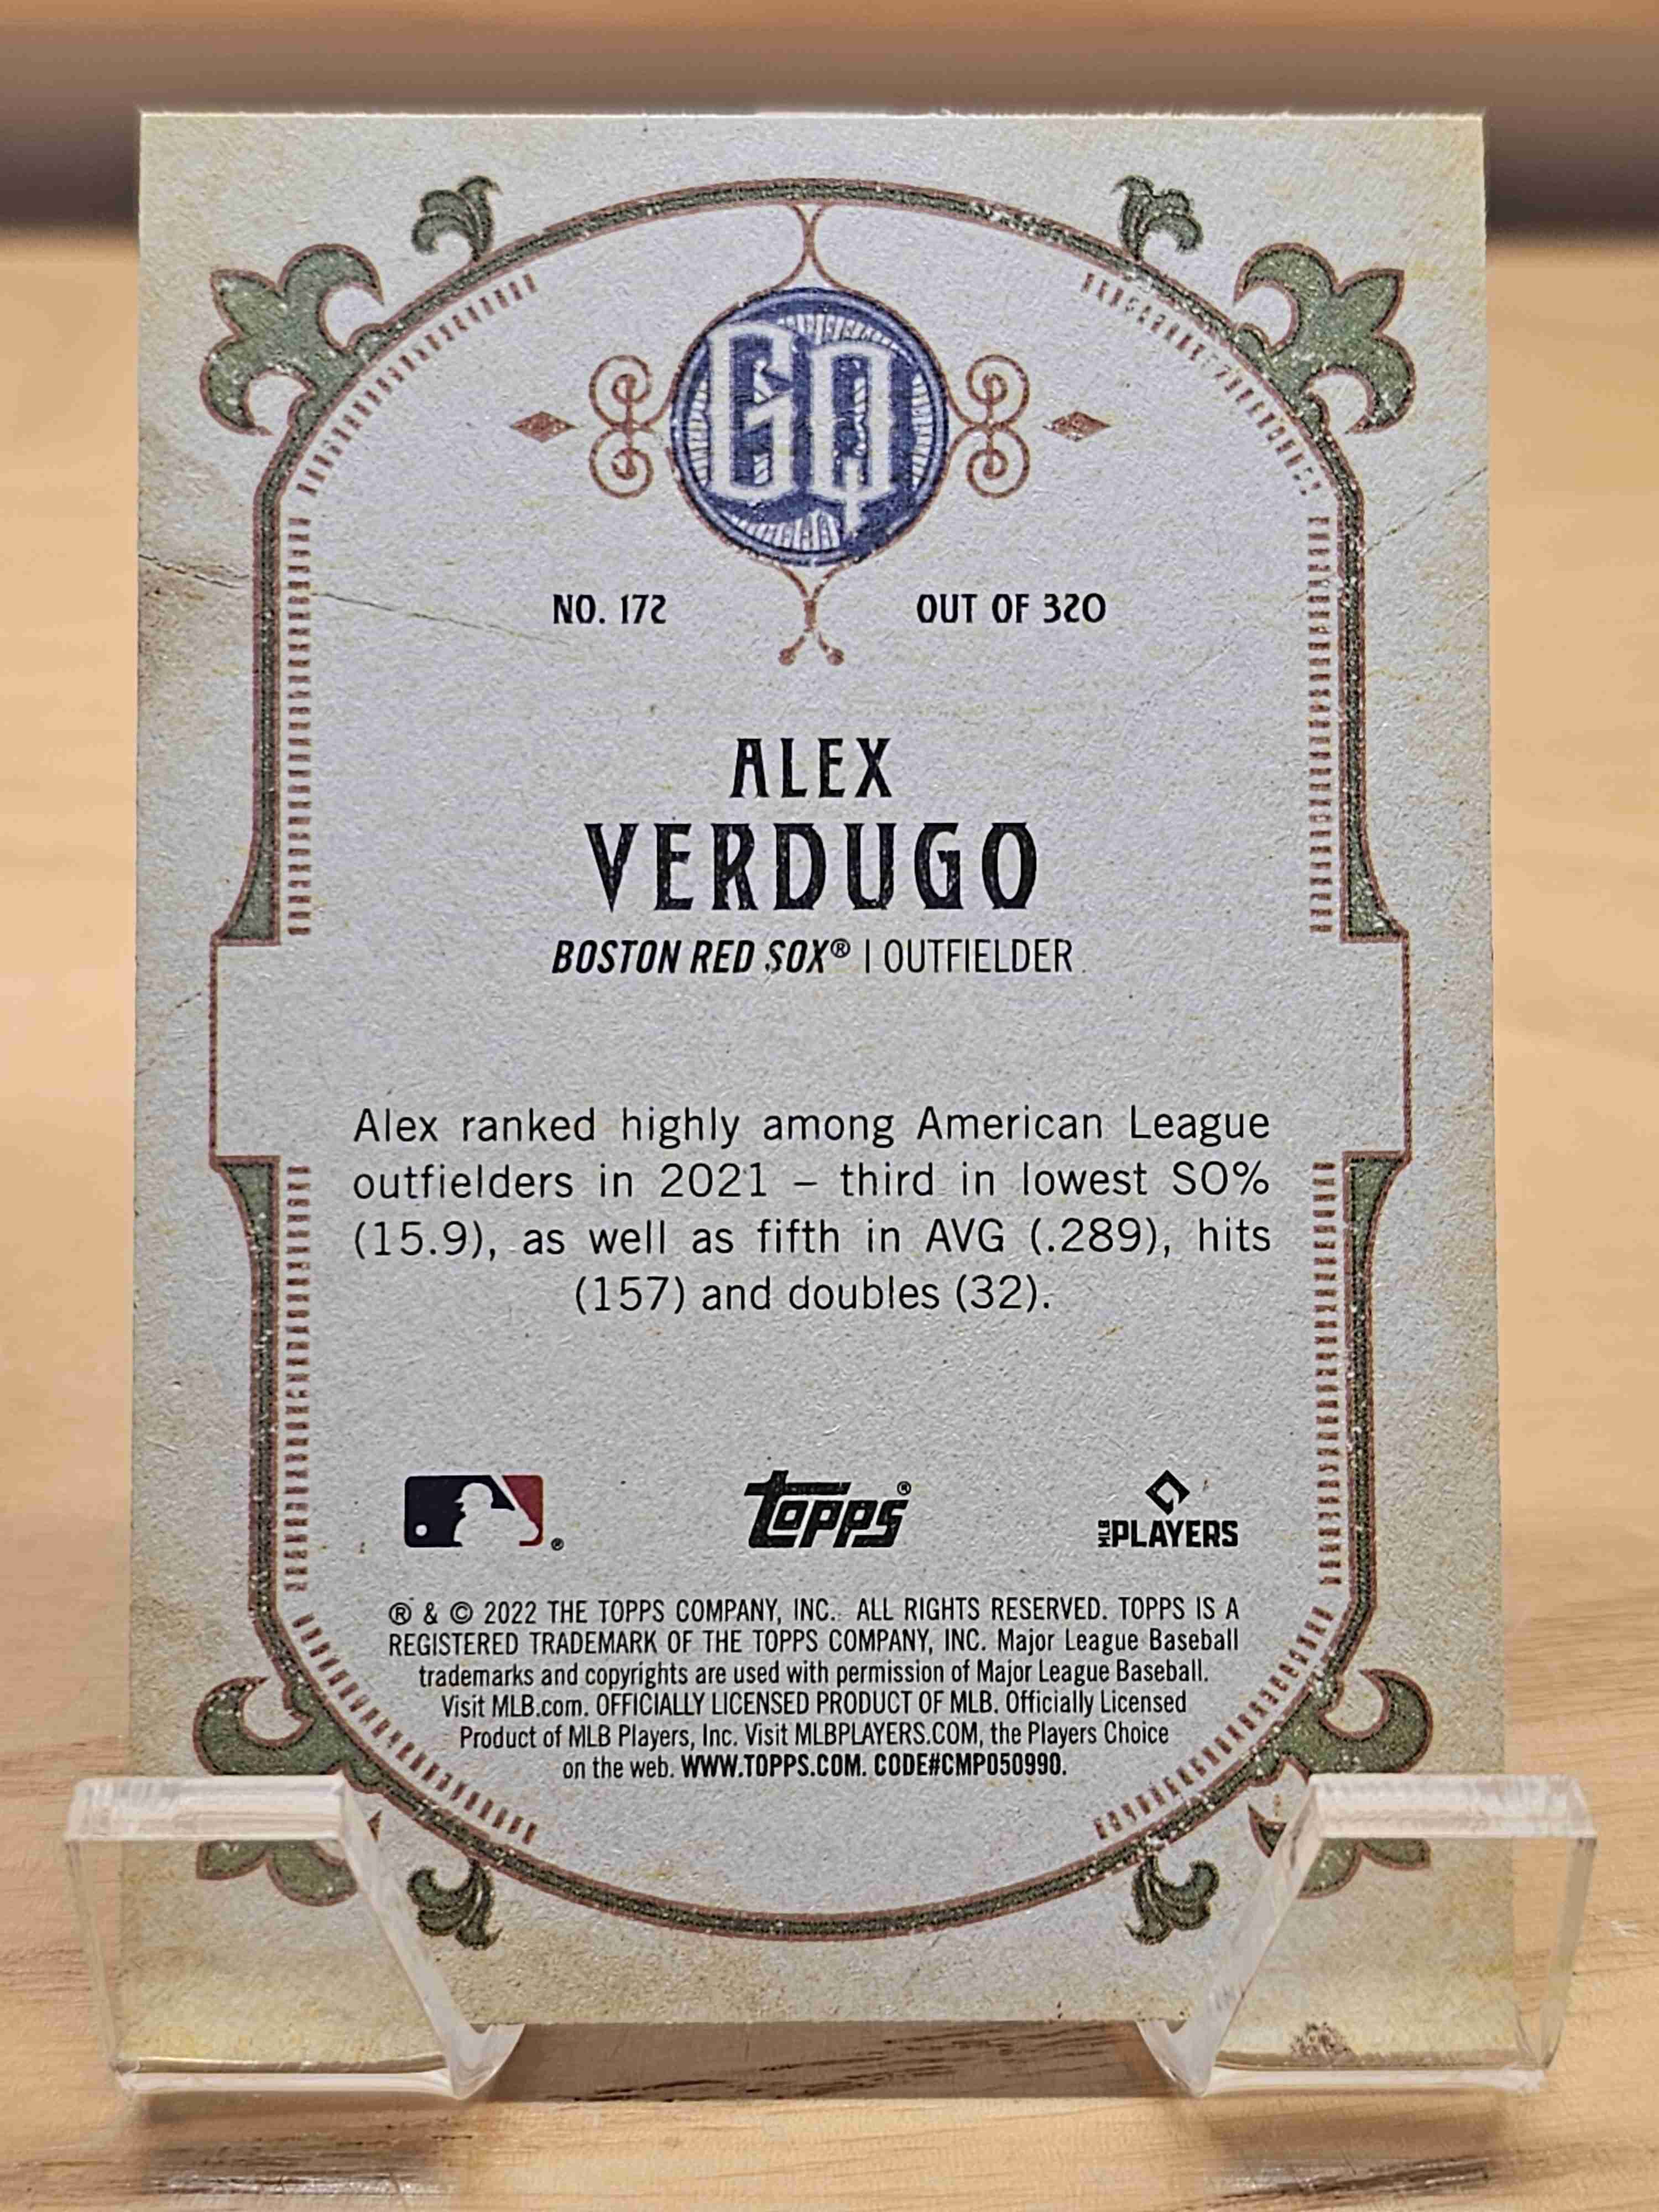 GQ
NO. 172 OUT OF 320
ALEX
VERDUGO
BOSTON RED SOX® | OUTFIELDER
Alex ranked highly among American League
outfielders in 2021 – third in lowest SO%
(15.9), as well as fifth in AVG (.289), hits
(157) and doubles (32).
topps®
MLB PLAYERS
® & © 2022 THE TOPPS COMPANY, INC. ALL RIGHTS RESERVED. TOPPS IS A
REGISTERED TRADEMARK OF THE TOPPS COMPANY, INC. Major League Baseball
trademarks and copyrights are used with permission of Major League Baseball.
Visit MLB.com. OFFICIALLY LICENSED PRODUCT OF MLB. Officially Licensed
Product of MLB Players, Inc. Visit MLBPLAYERS.COM, the Players Choice
on the web. WWW.TOPPS.COM. CODE#CMP050990.